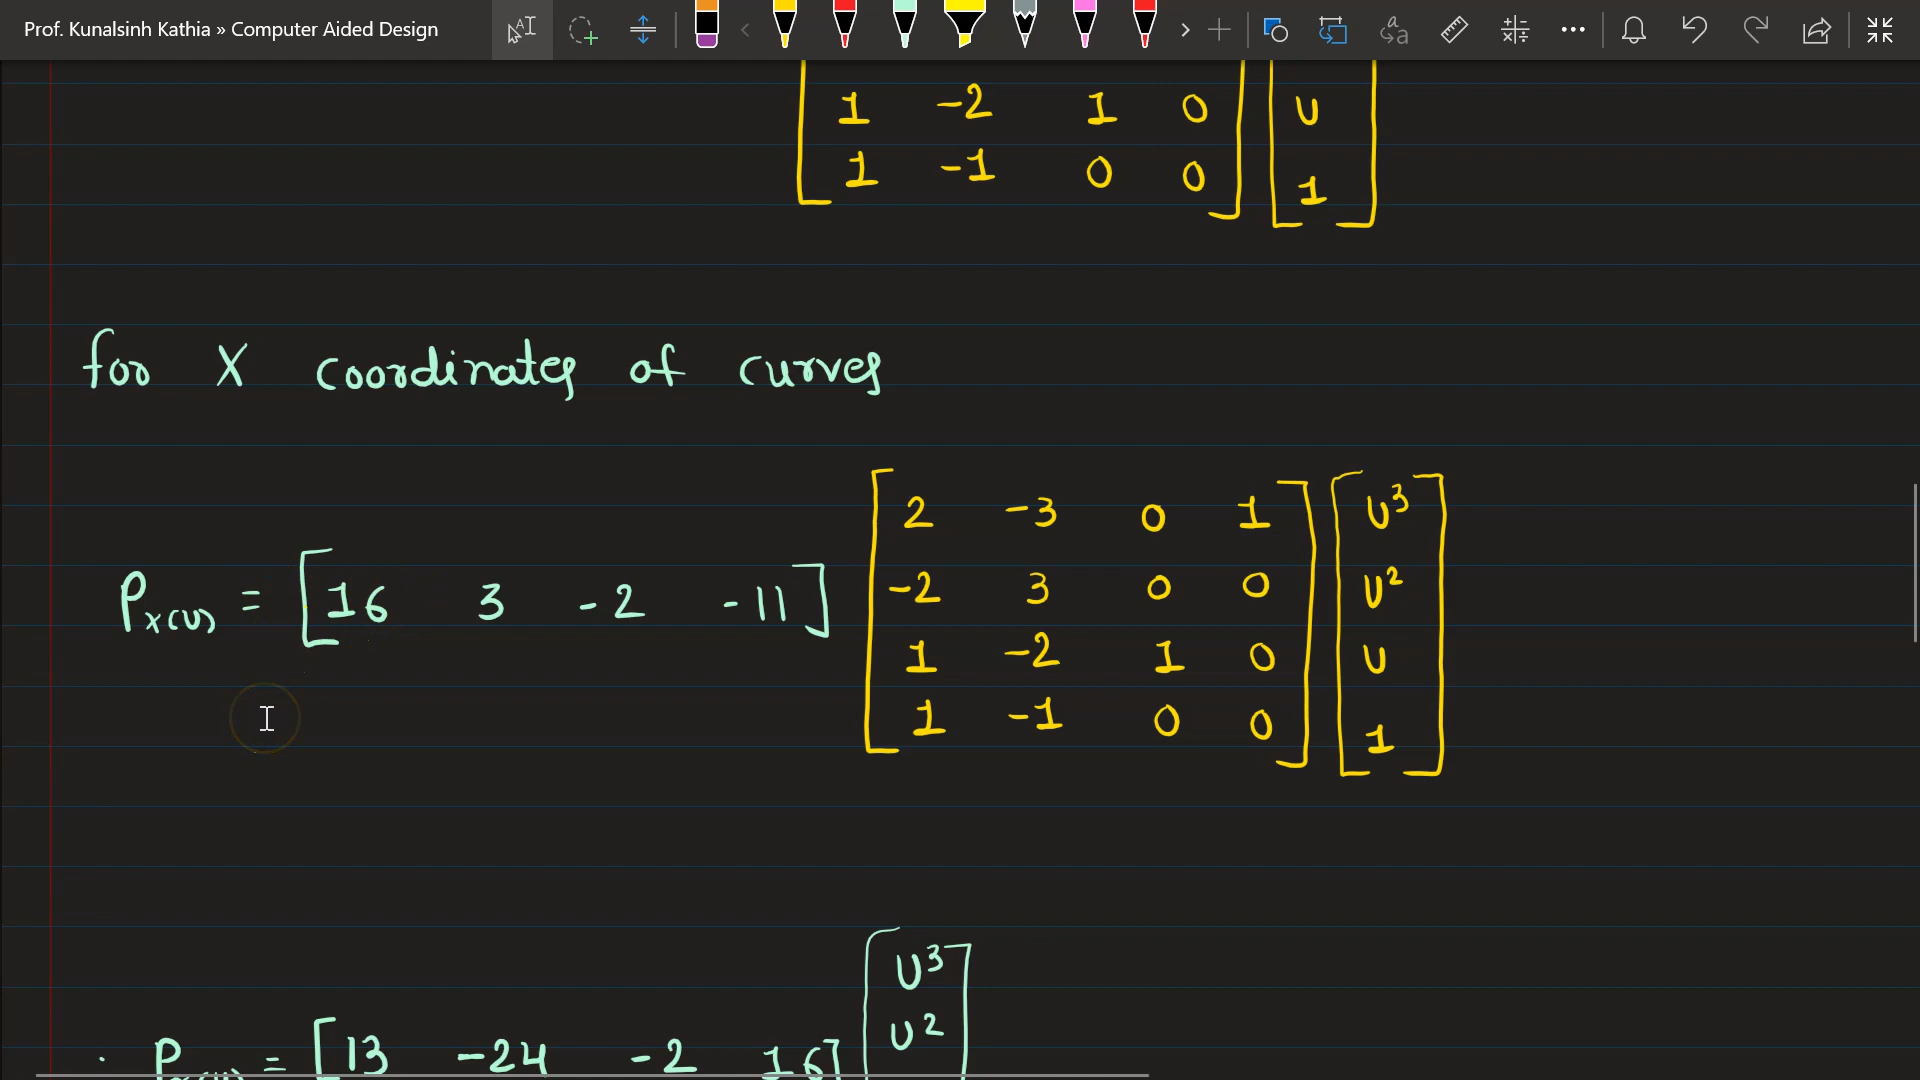 Prof. Kunalsinh Kathia » Computer Aided Design
1 -2 1 0 U
1 -1 0 0 1
for X coordinates of curves
2 -3 0 1 U³
Px(U) = [16 3 -2 -11] -2 3 0 0 U²
1 -2 1 0 U
1 -1 0 0 1
U³
U²
= [13 -24 -2 16]